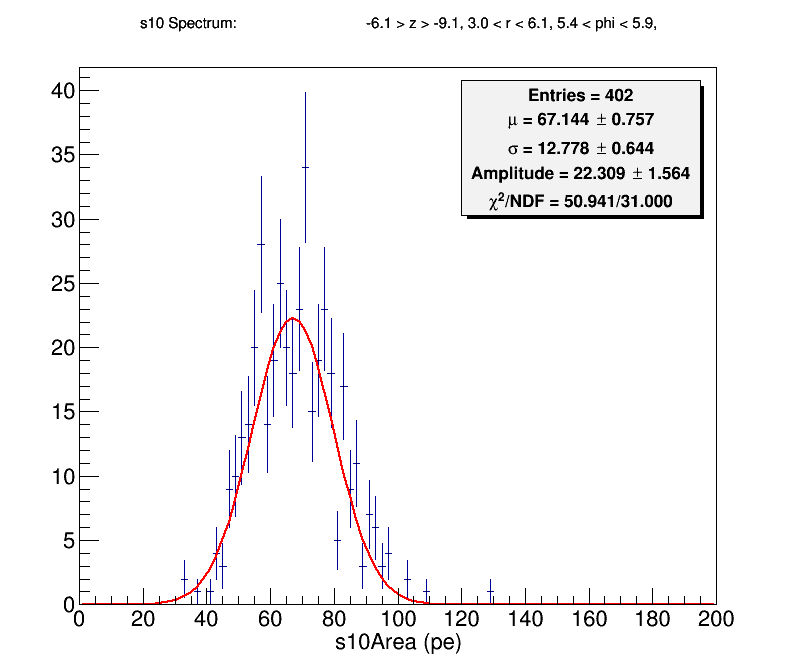 s10 Spectrum: -6.1 > z > -9.1, 3.0 < r < 6.1, 5.4 < phi < 5.9,
Entries = 402
μ = 67.144 ± 0.757
σ = 12.778 ± 0.644
Amplitude = 22.309 ± 1.564
χ²/NDF = 50.941/31.000
40
35
30
25
20
15
10
5
0
0 20 40 60 80 100 120 140 160 180 200
s10Area (pe)